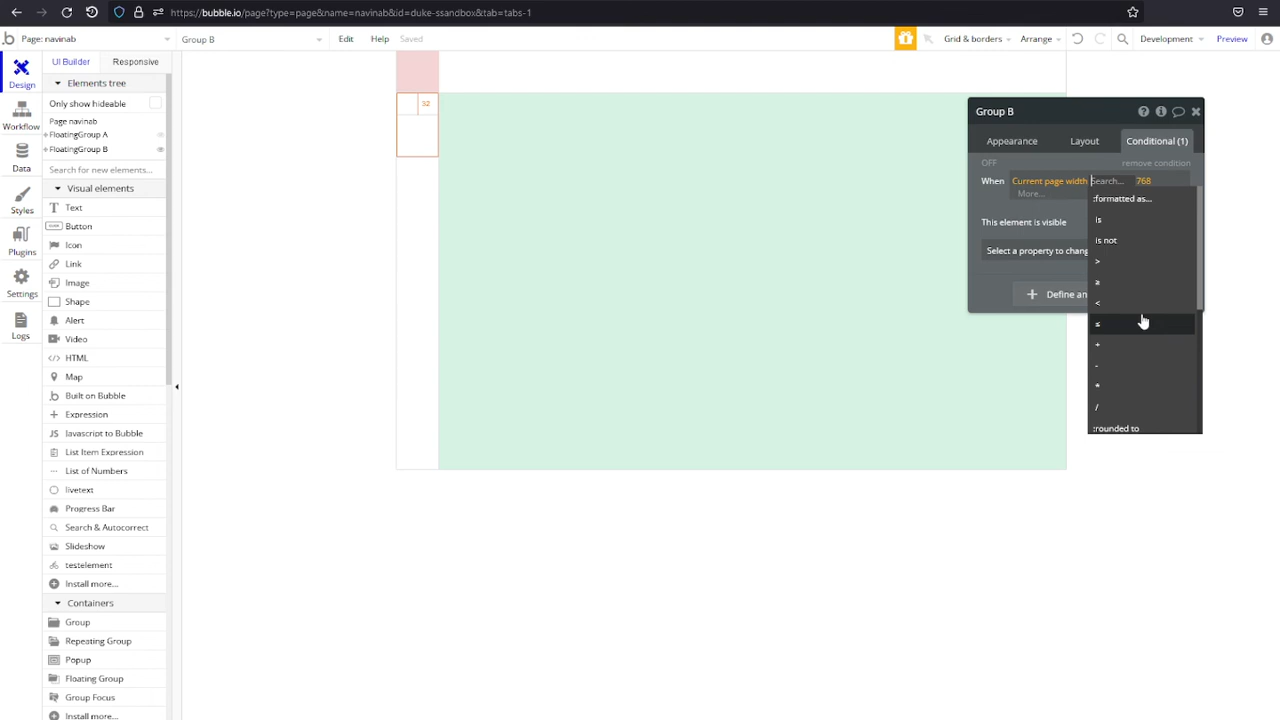 https://bubble.io/page?type=page&name=navinab&id=duke-ssandbox&tab=tabs-1
Page: navinab
Group B
Edit
Help
Saved
Grid & borders
Arrange
Development
Preview
Design
Workflow
Data
Styles
Plugins
Settings
Logs
UI Builder
Responsive
Elements tree
Only show hideable
Page navinab
+FloatingGroup A
+FloatingGroup B
Search for new elements...
Visual elements
Text
Button
Icon
Link
Image
Shape
Alert
Video
HTML
Map
Built on Bubble
Expression
Javascript to Bubble
List Item Expression
List of Numbers
livetext
Progress Bar
Search & Autocorrect
Slideshow
testelement
Install more...
Containers
Group
Repeating Group
Popup
Floating Group
Group Focus
Install more...
32
Group B
Appearance
Layout
Conditional (1)
OFF
remove condition
When
Current page width Search... 768
More...
This element is visible
Select a property to chang
+ Define an
:formatted as...
is
is not
>
≥
<
≤
+
-
*
/
:rounded to